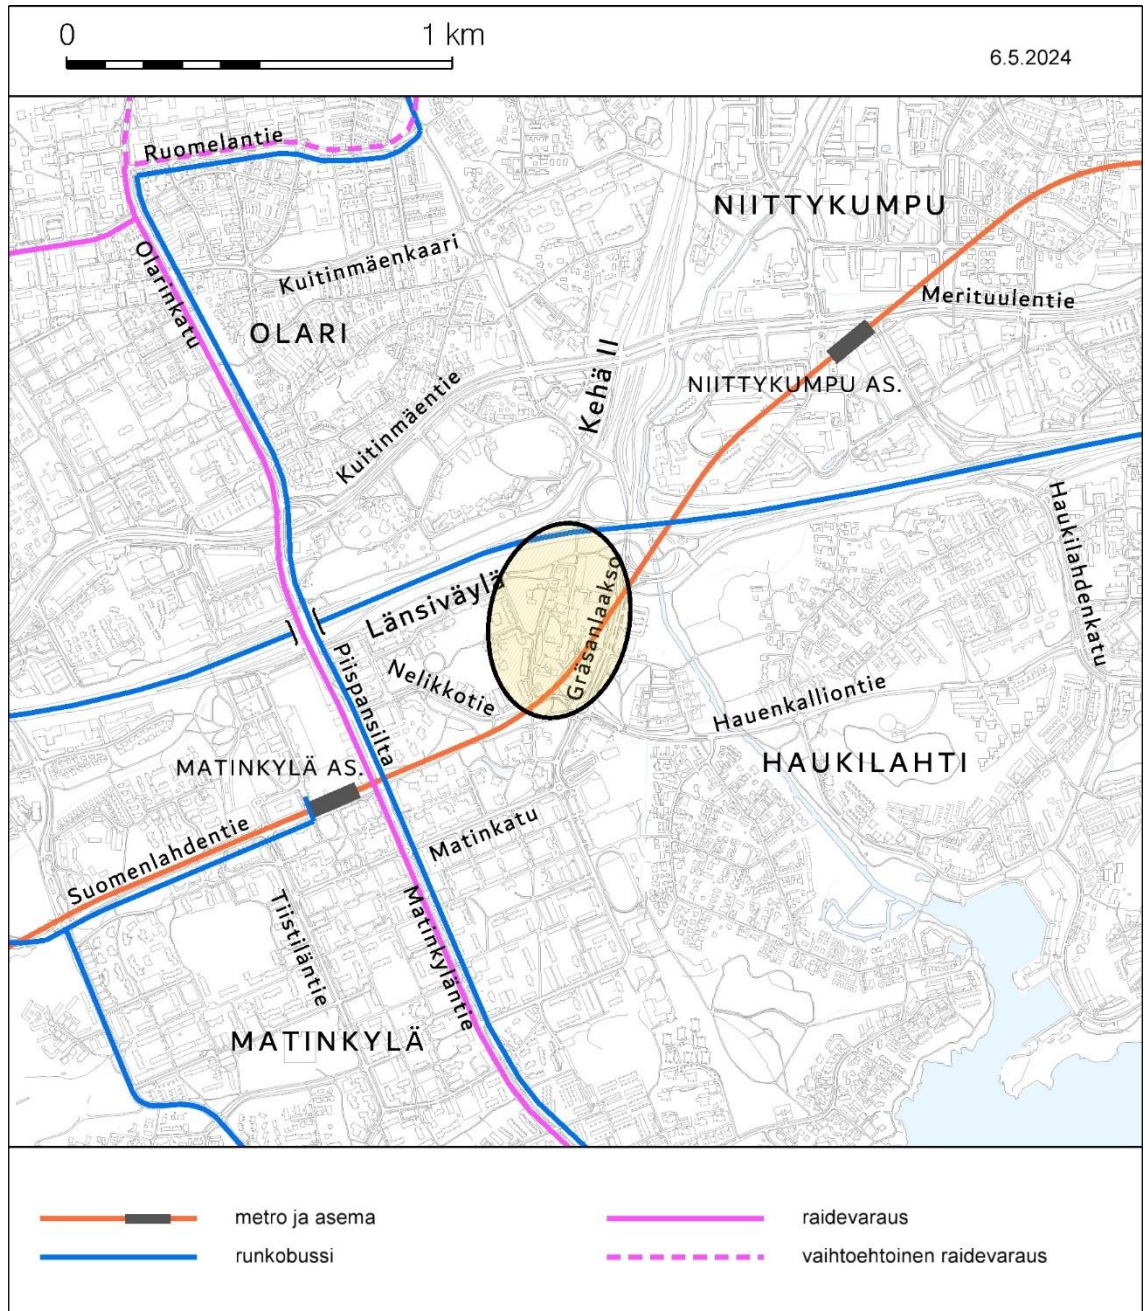 0 1 km
6.5.2024
Ruomelantie
NIITTYKUMPU
Kuitinmäenkaari
Olarinkatu
Merituulentie
OLARI
Kehä II
NIITTYKUMPU AS.
Kuitinmäentie
Haukilahdenkatu
Länsiväylä
Gräsanlaakso
Piispansilta
Nelikkotie
Hauenkalliontie
MATINKYLÄ AS.
HAUKILAHTI
Suomenlahdentie
Matinkatu
Tiistiläntie
Matinkyläntie
MATINKYLÄ
metro ja asema
raidevaraus
runkobussi
vaihtoehtoinen raidevaraus